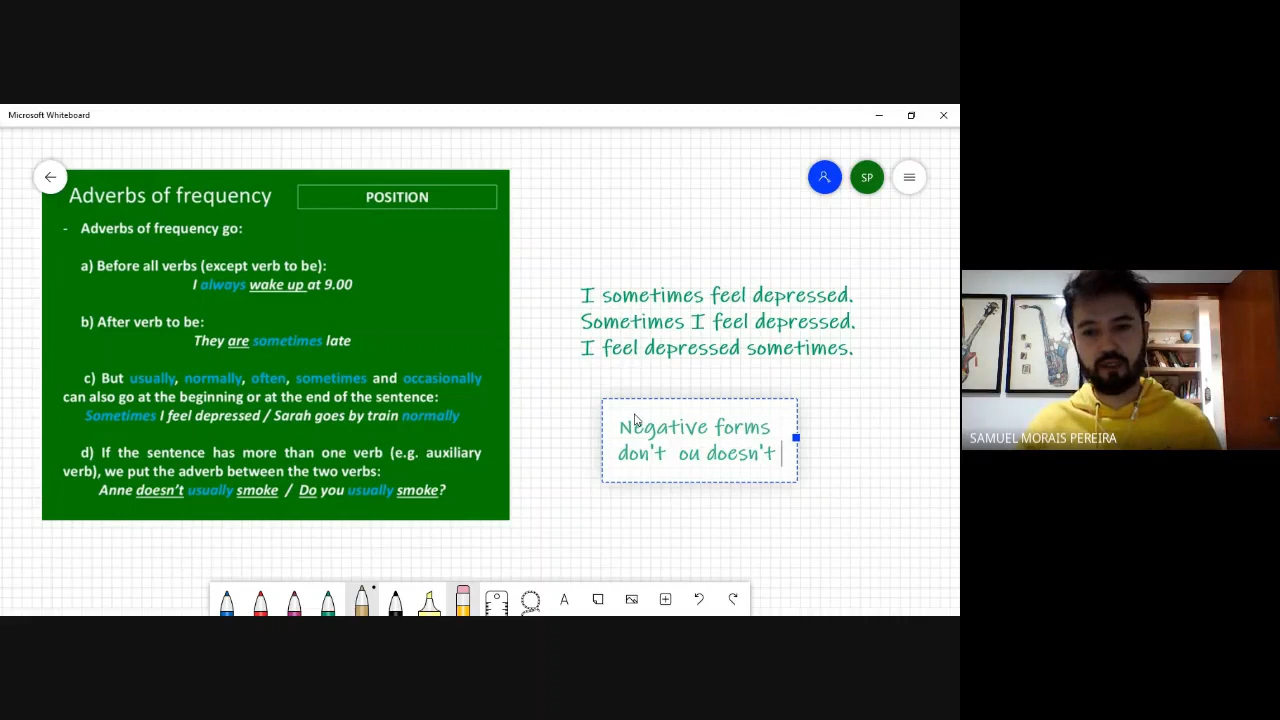 Microsoft Whiteboard
SP
Adverbs of frequency
POSITION
- Adverbs of frequency go:
a) Before all verbs (except verb to be):
I always wake up at 9.00
b) After verb to be:
They are sometimes late
c) But usually, normally, often, sometimes and occasionally
can also go at the beginning or at the end of the sentence:
Sometimes I feel depressed / Sarah goes by train normally
d) If the sentence has more than one verb (e.g. auxiliary
verb), we put the adverb between the two verbs:
Anne doesn't usually smoke / Do you usually smoke?
I sometimes feel depressed.
Sometimes I feel depressed.
I feel depressed sometimes.
Negative forms
don't ou doesn't
A
SAMUEL MORAIS PEREIRA